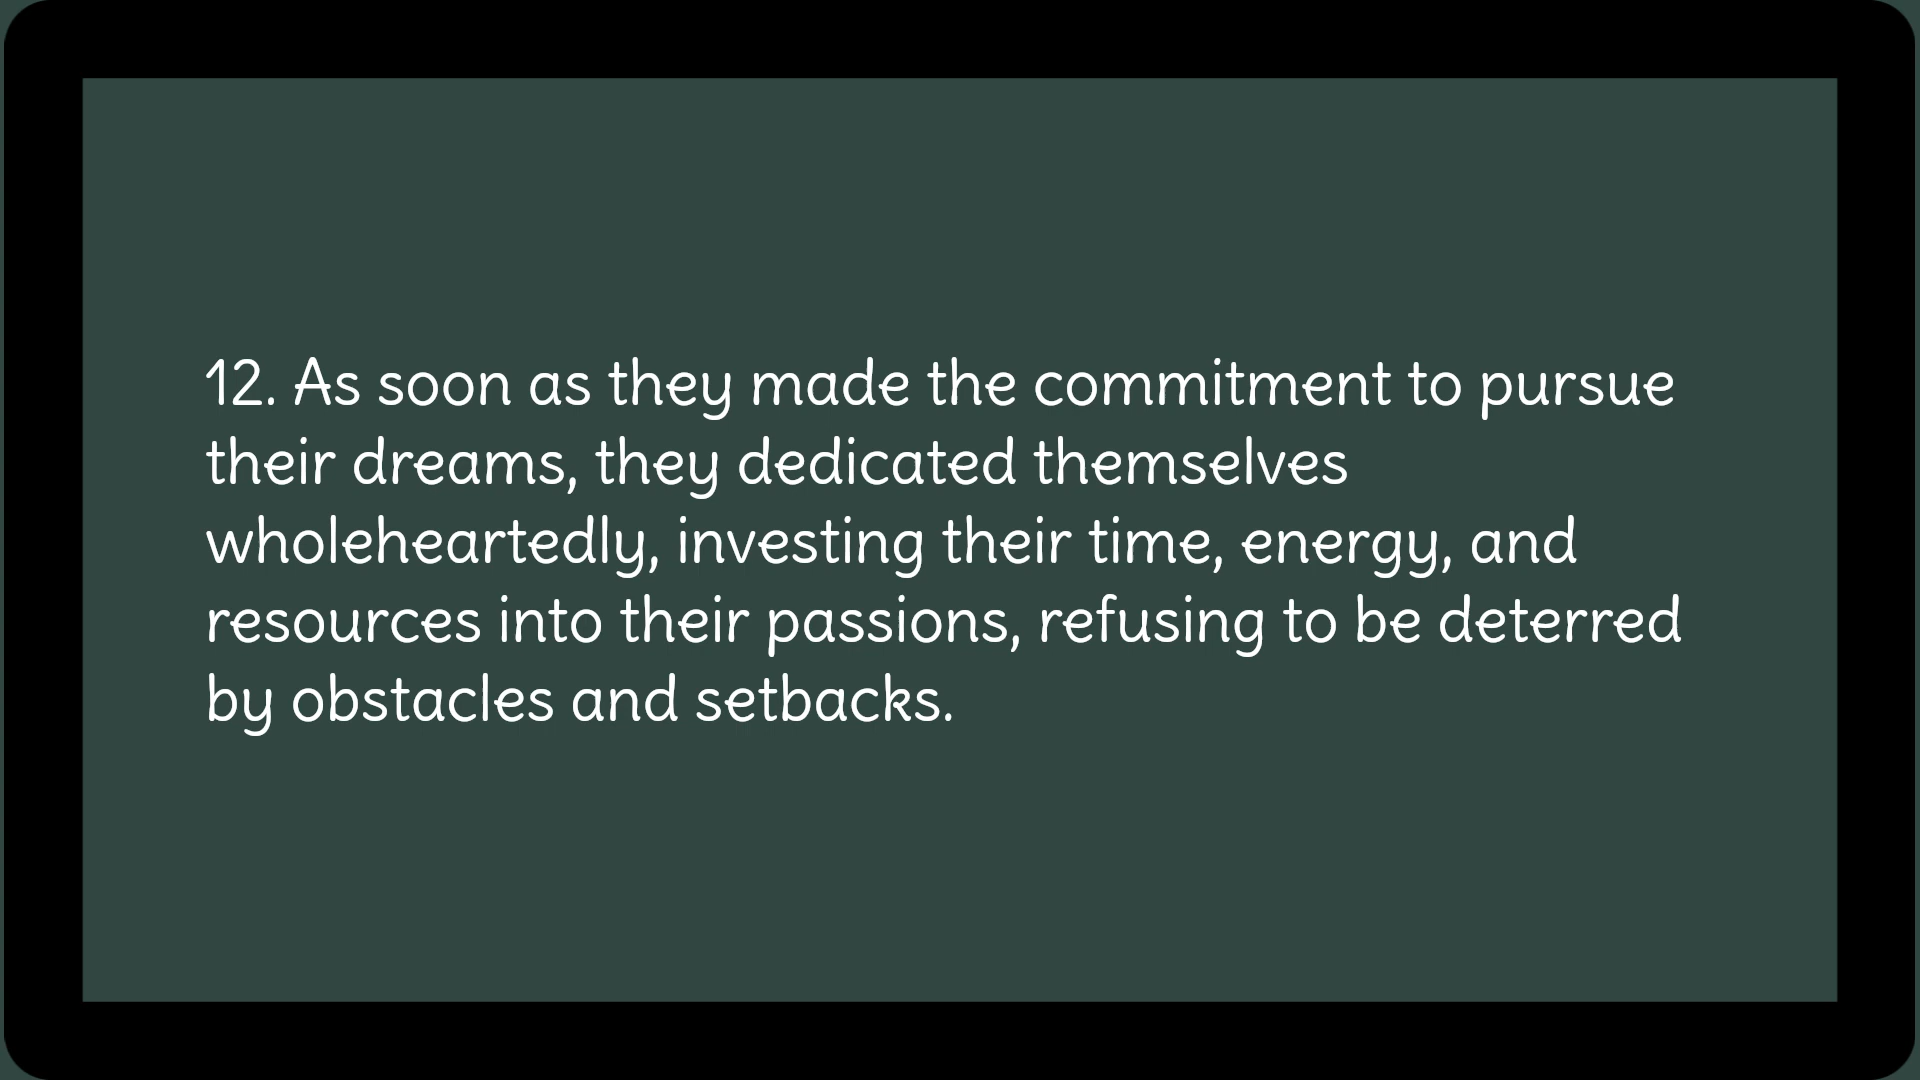 12. As soon as they made the commitment to pursue
their dreams, they dedicated themselves
wholeheartedly, investing their time, energy, and
resources into their passions, refusing to be deterred
by obstacles and setbacks.